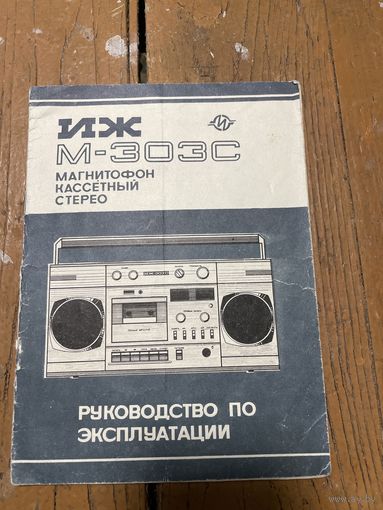 ИЖ
М-303С
МАГНИТОФОН
КАССЕТНЫЙ
СТЕРЕО
РУКОВОДСТВО ПО
ЭКСПЛУАТАЦИИ